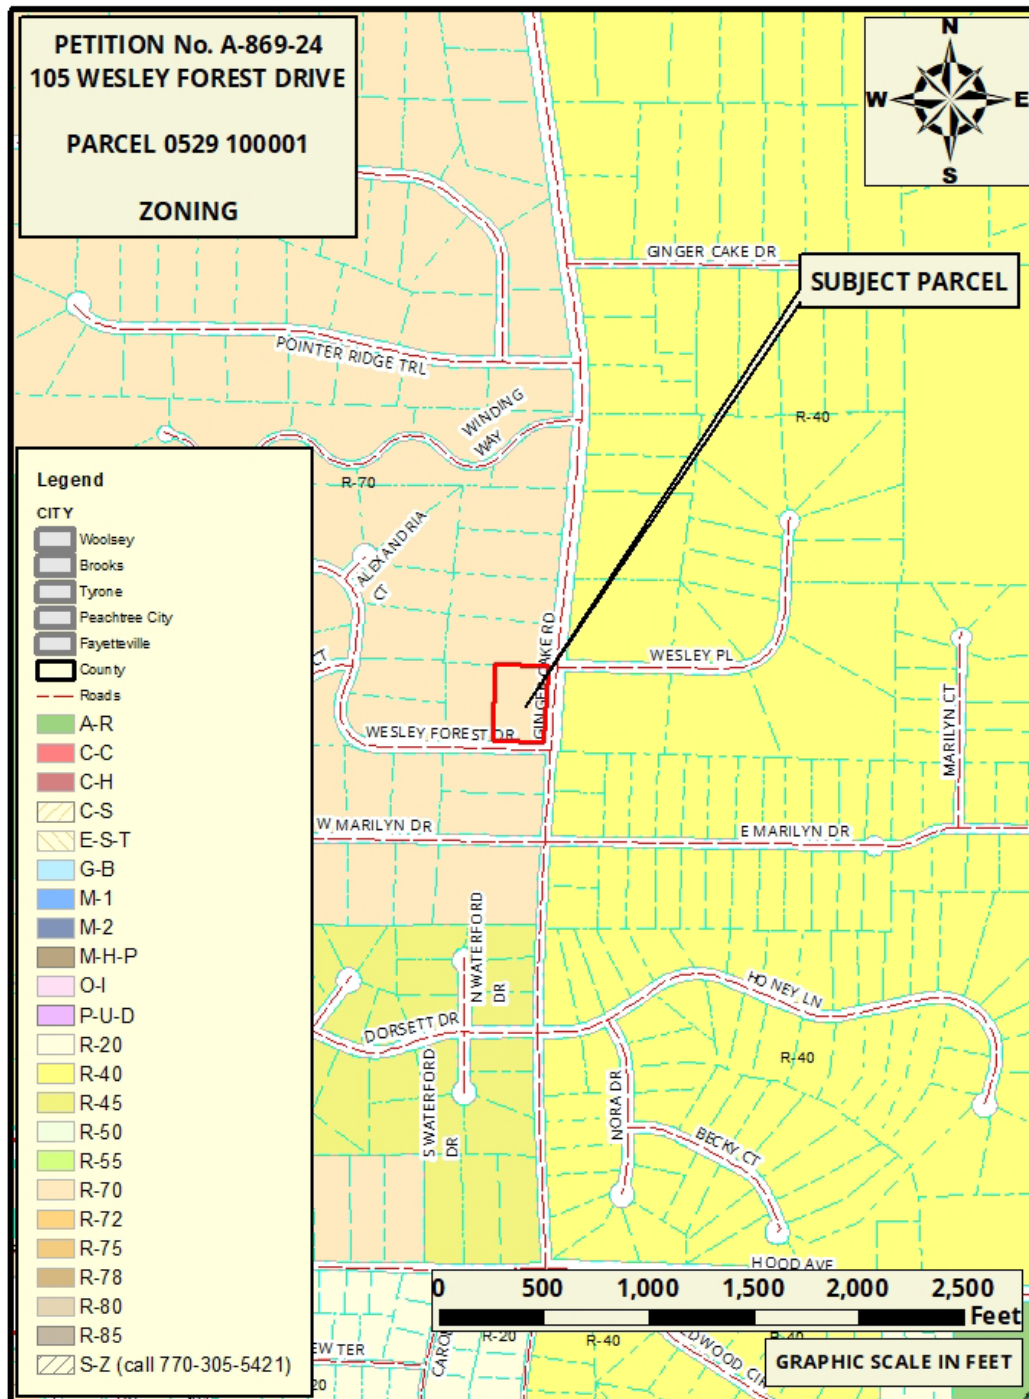 PETITION No. A-869-24
105 WESLEY FOREST DRIVE
PARCEL 0529 100001
ZONING
N
W E
S
GINGER CAKE DR
SUBJECT PARCEL
POINTER RIDGE TRL
WINDING
WAY
R-40
R-70
ALEXANDRIA
CT
GINGER CAKE RD
WESLEY PL
CT
WESLEY FOREST DR
MARILYN CT
W MARILYN DR
E MARILYN DR
N WATERFORD
DR
HONEY LN
DORSETT DR
R-40
S WATERFORD
DR
NORA DR
BECKY CT
HOOD AVE
Legend
CITY
Woolsey
Brooks
Tyrone
Peachtree City
Fayetteville
County
Roads
A-R
C-C
C-H
C-S
E-S-T
G-B
M-1
M-2
M-H-P
O-I
P-U-D
R-20
R-40
R-45
R-50
R-55
R-70
R-72
R-75
R-78
R-80
R-85
S-Z (call 770-305-5421)
0 500 1,000 1,500 2,000 2,500
Feet
R-20
R-40
R-40
GRAPHIC SCALE IN FEET